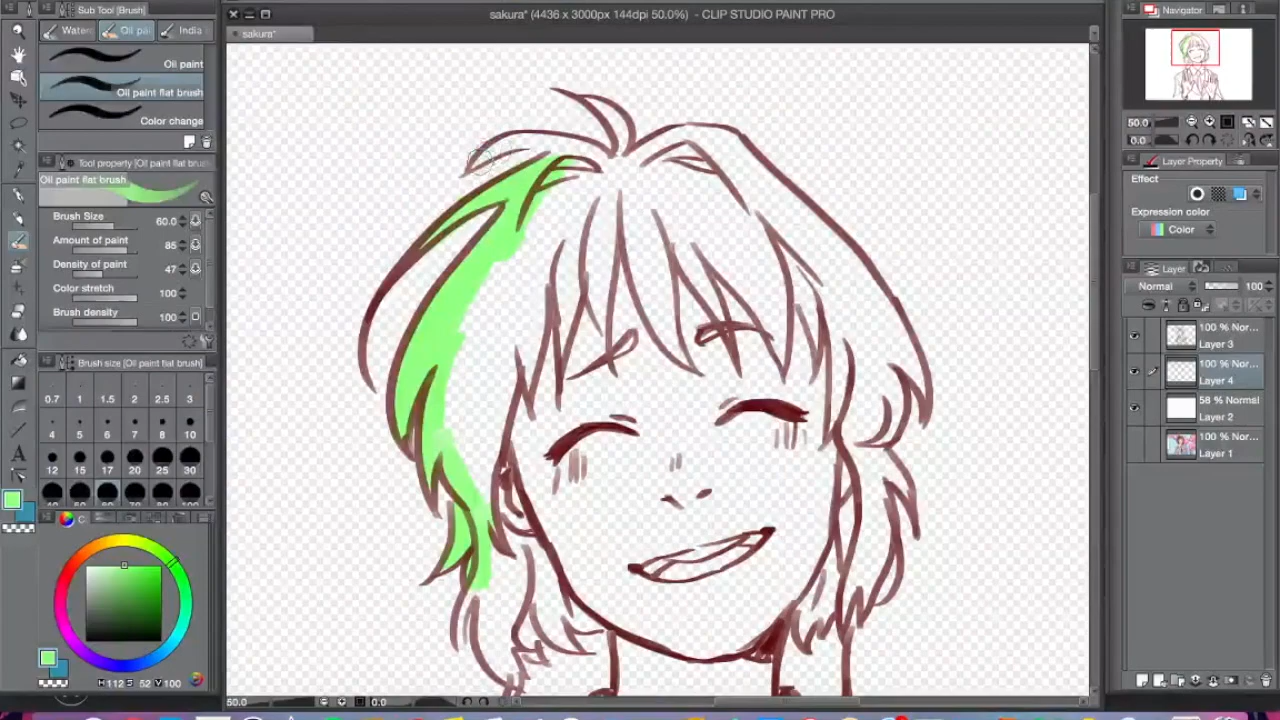 Sub Tool [Brush]
Water
Oil pai
India
Oil paint
Oil paint flat brush
Color change
Tool property [Oil paint flat brus
Oil paint flat brush
Brush Size 60.0
Amount of paint 85
Density of paint 47
Color stretch 100
Brush density 100
Brush size [Oil paint flat brush]
0.7 1 1.5 2 2.5 3
4 5 6 7 8 10
12 15 17 20 25 30
C
H 112 S 52 V 100
sakura* (4436 x 3000px 144dpi 50.0%) - CLIP STUDIO PAINT PRO
sakura*
50.0
0.0
Navigator
50.0
0.0
Layer Property
Effect
Expression color
Color
Layer
Normal 100
100 % Nor...
Layer 3
100 % Nor...
Layer 4
58 % Normal
Layer 2
100 % Nor...
Layer 1